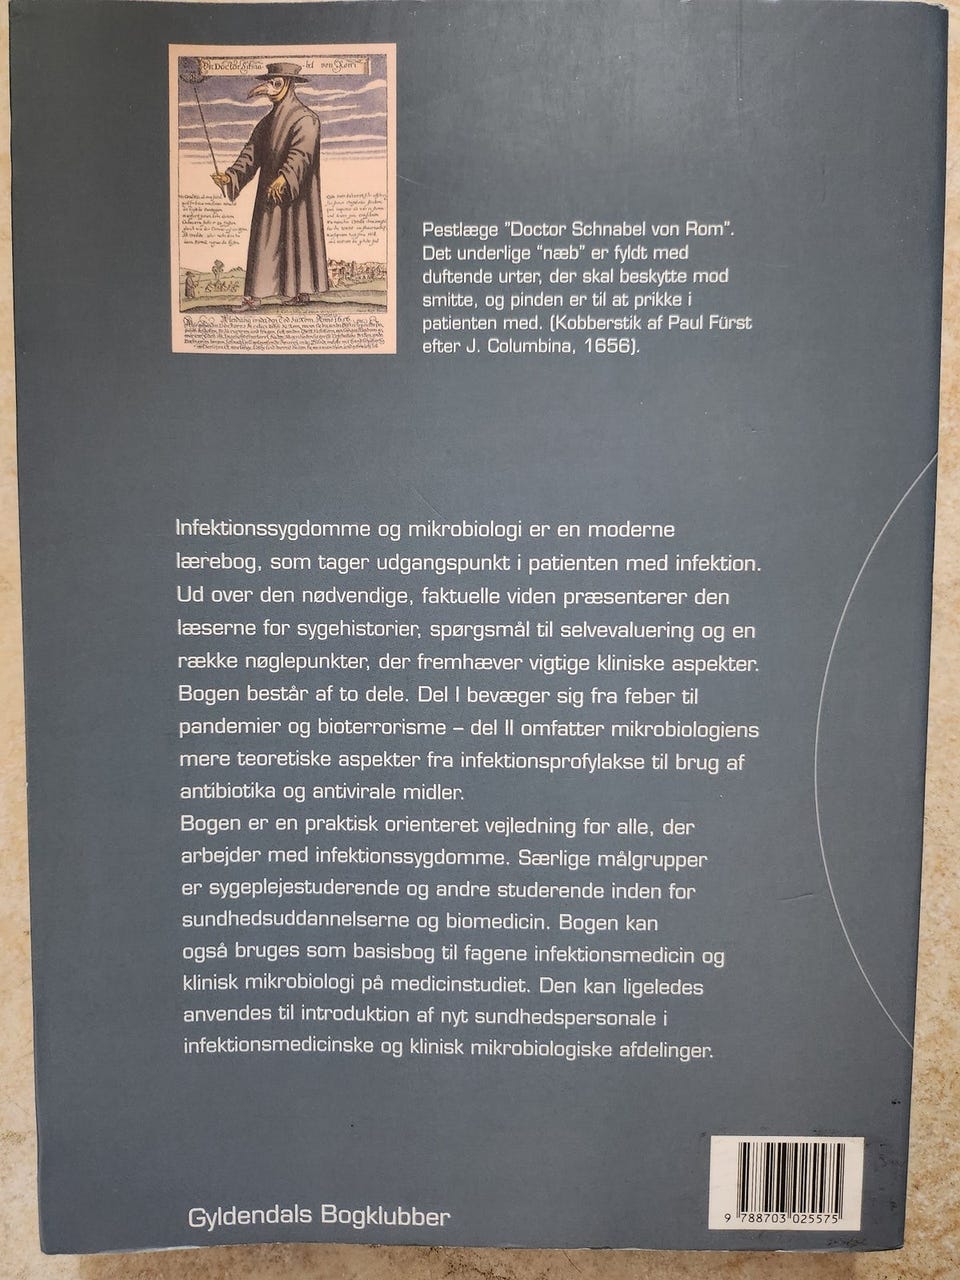 Pestlæge "Doctor Schnabel von Rom".
Det underlige "næb" er fyldt med
duftende urter, der skal beskytte mod
smitte, og pinden er til at prikke i
patienten med. (Kobberstik af Paul Fürst
efter J. Columbina, 1656).
Infektionssygdomme og mikrobiologi er en moderne
lærebog, som tager udgangspunkt i patienten med infektion.
Ud over den nødvendige, faktuelle viden præsenterer den
læserne for sygehistorier, spørgsmål til selvevaluering og en
række nøglepunkter, der fremhæver vigtige kliniske aspekter.
Bogen består af to dele. Del I bevæger sig fra feber til
pandemier og bioterrorisme – del II omfatter mikrobiologiens
mere teoretiske aspekter fra infektionsprofylakse til brug af
antibiotika og antivirale midler.
Bogen er en praktisk orienteret vejledning for alle, der
arbejder med infektionssygdomme. Særlige målgrupper
er sygeplejestuderende og andre studerende inden for
sundhedsuddannelserne og biomedicin. Bogen kan
også bruges som basisbog til fagene infektionsmedicin og
klinisk mikrobiologi på medicinstudiet. Den kan ligeledes
anvendes til introduktion af nyt sundhedspersonale i
infektionsmedicinske og klinisk mikrobiologiske afdelinger.
Gyldendals Bogklubber
9 788703 025575